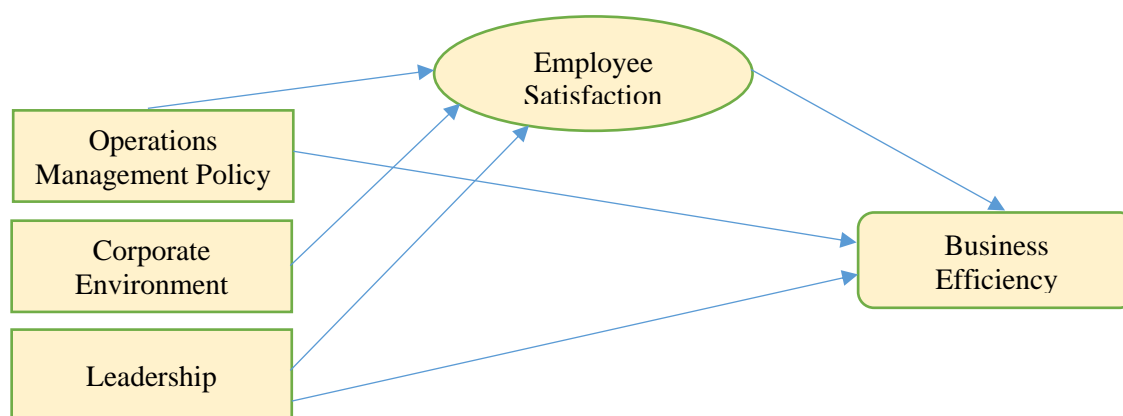 Employee
Satisfaction
Operations
Management Policy
Corporate
Environment
Business
Efficiency
Leadership